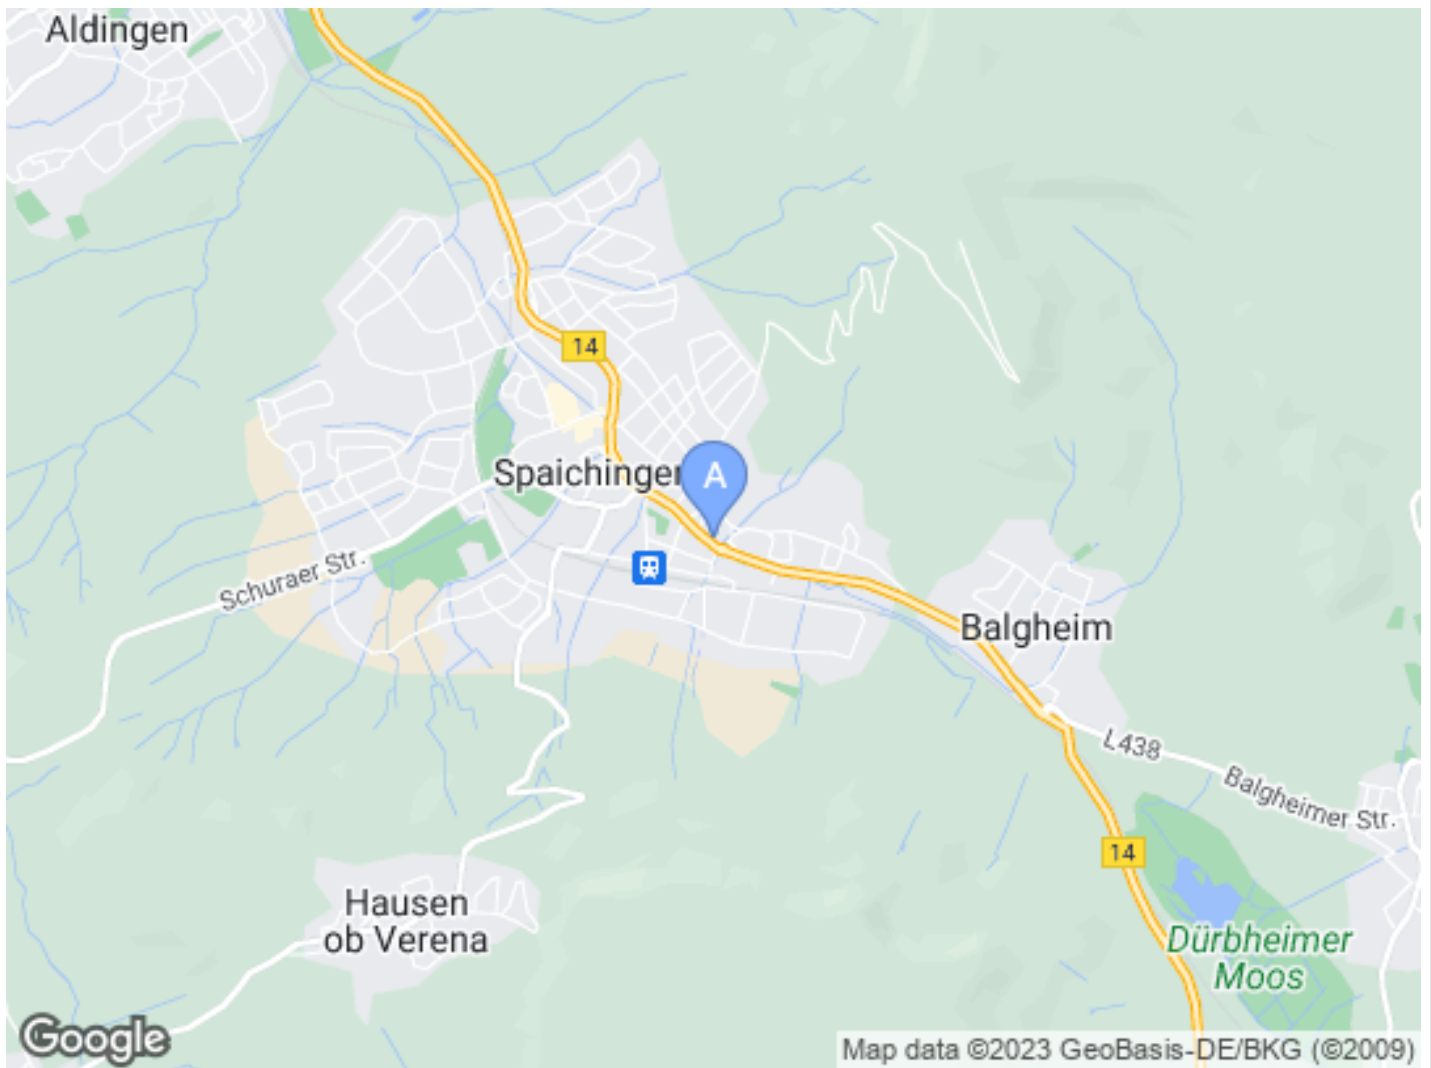 Aldingen
14
Spaichingen
A
Schuraer Str.
Balgheim
L438
Balgheimer Str.
14
Hausen
ob Verena
Dürbheimer
Moos
Google
Map data ©2023 GeoBasis-DE/BKG (©2009)